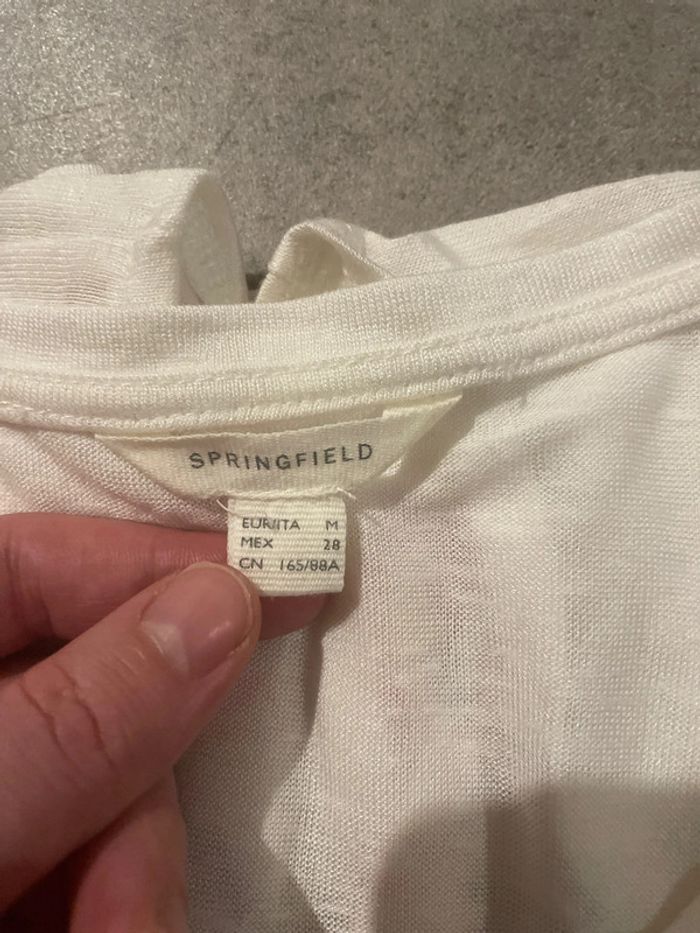 SPRINGFIELD
EUR/ITA M
MEX 28
CN 165/88A